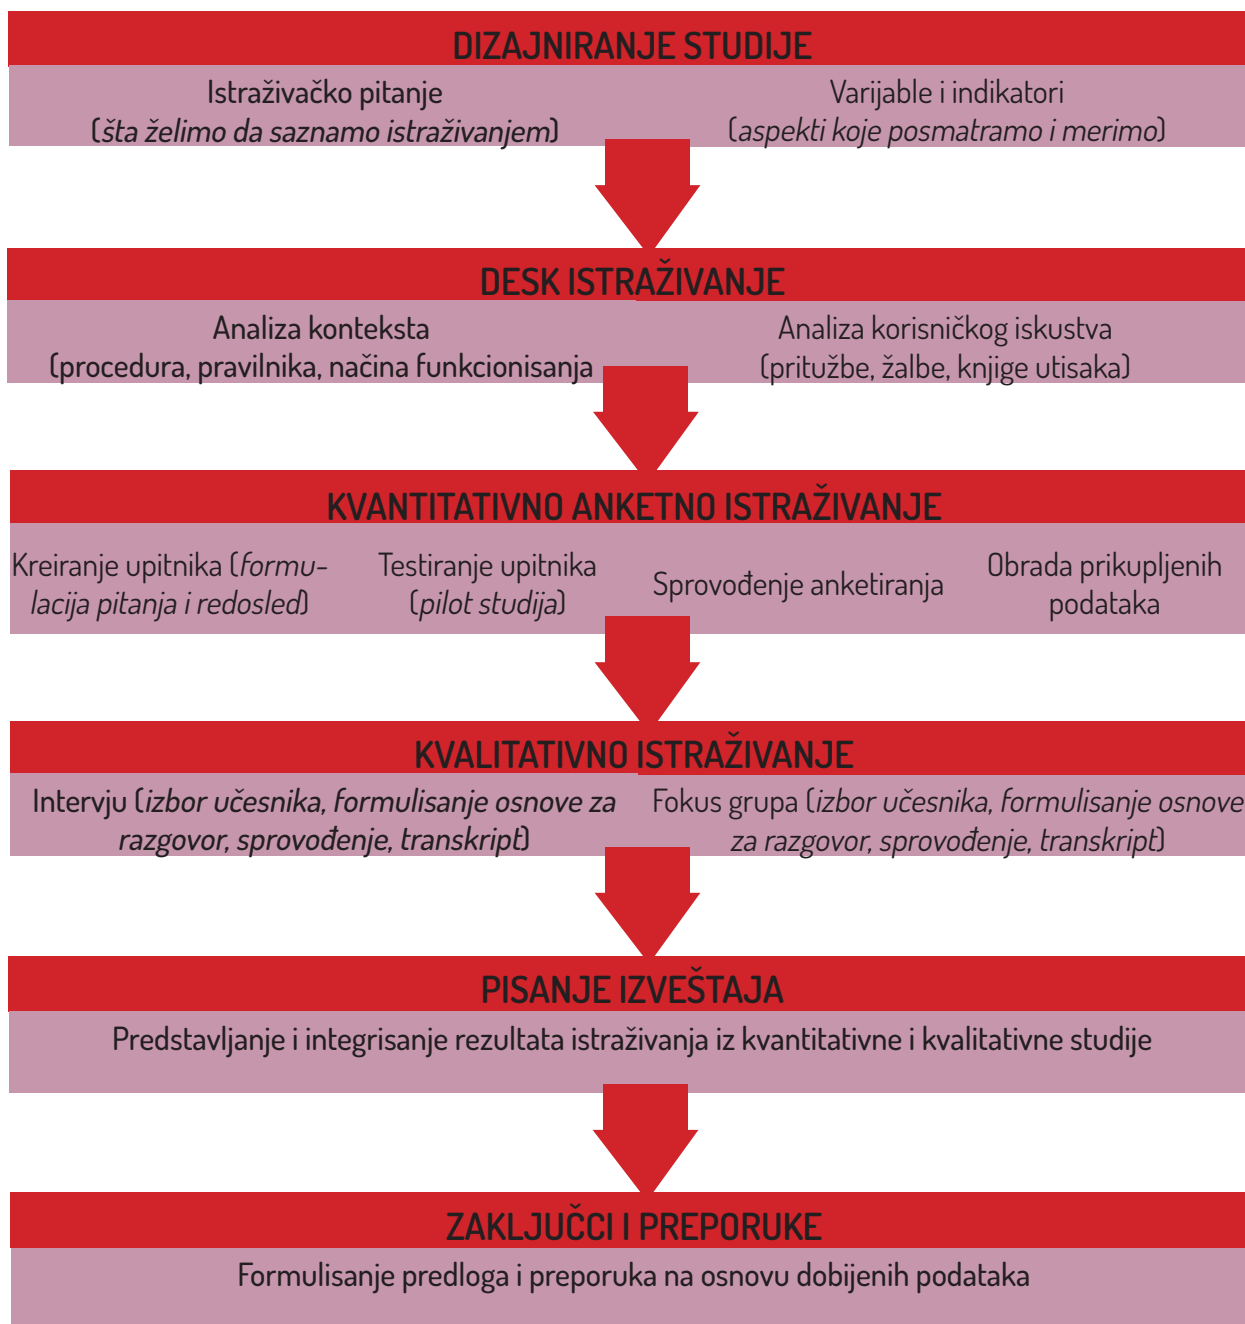 DIZAJNIRANJE STUDIJE
Istraživačko pitanje
(šta želimo da saznamo istraživanjem)
Varijable i indikatori
(aspekti koje posmatramo i merimo)
DESK ISTRAŽIVANJE
Analiza konteksta
(procedura, pravilnika, načina funkcionisanja
Analiza korisničkog iskustva
(pritužbe, žalbe, knjige utisaka)
KVANTITATIVNO ANKETNO ISTRAŽIVANJE
Kreiranje upitnika (formu-
lacija pitanja i redosled)
Testiranje upitnika
(pilot studija)
Sprovođenje anketiranja
Obrada prikupljenih
podataka
KVALITATIVNO ISTRAŽIVANJE
Intervju (izbor učesnika, formulisanje osnove za
razgovor, sprovođenje, transkript)
Fokus grupa (izbor učesnika, formulisanje osnove
za razgovor, sprovođenje, transkript)
PISANJE IZVEŠTAJA
Predstavljanje i integrisanje rezultata istraživanja iz kvantitativne i kvalitativne studije
ZAKLJUČCI I PREPORUKE
Formulisanje predloga i preporuka na osnovu dobijenih podataka